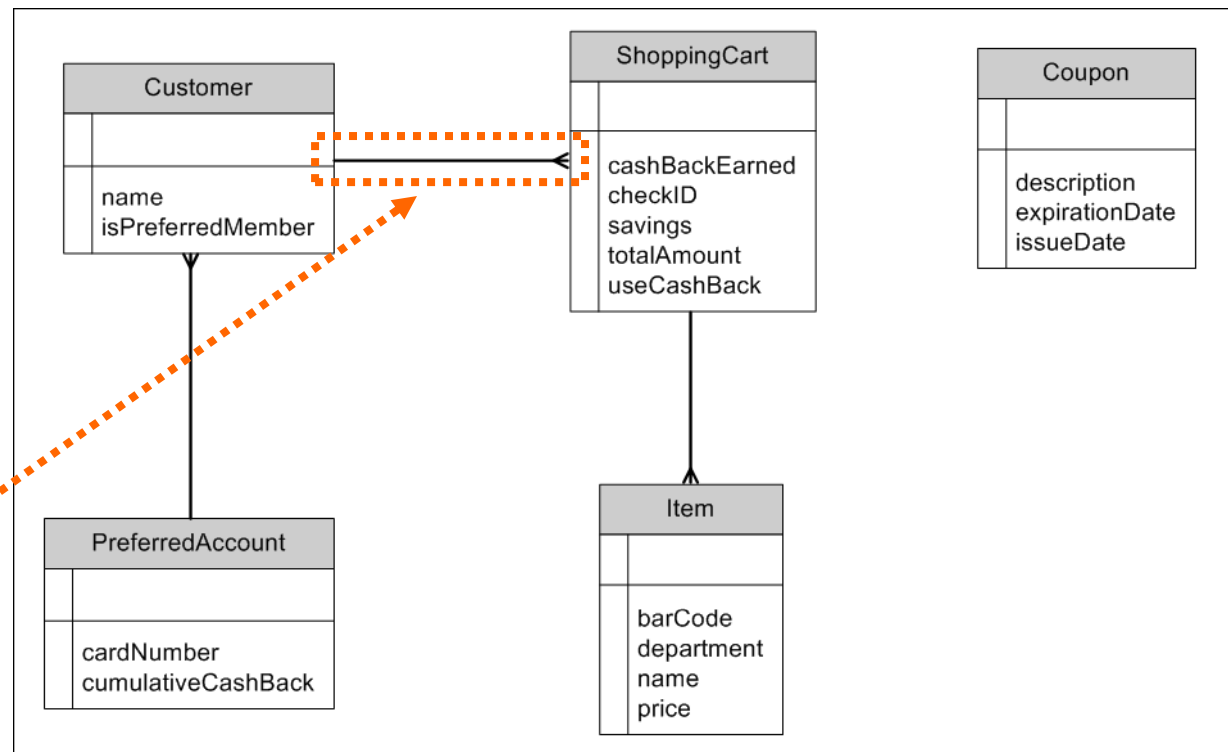 Customer
name
isPreferredMember
ShoppingCart
cashBackEarned
checkID
savings
totalAmount
useCashBack
Coupon
description
expirationDate
issueDate
PreferredAccount
cardNumber
cumulativeCashBack
Item
barCode
department
name
price